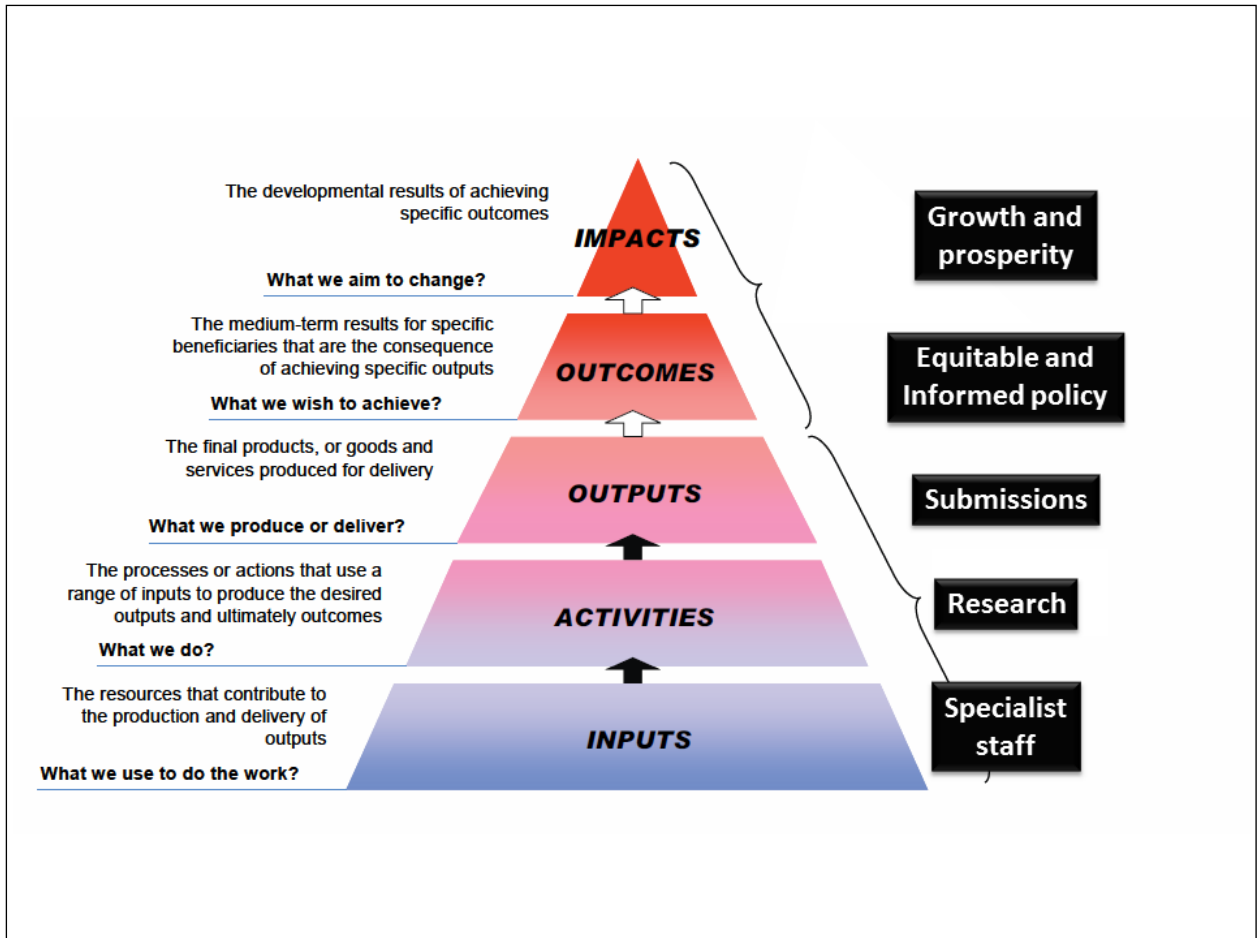 The developmental results of achieving
specific outcomes
IMPACTS
What we aim to change?
Growth and
prosperity
The medium-term results for specific
beneficiaries that are the consequence
of achieving specific outputs
OUTCOMES
What we wish to achieve?
Equitable and
Informed policy
The final products, or goods and
services produced for delivery
OUTPUTS
What we produce or deliver?
Submissions
The processes or actions that use a
range of inputs to produce the desired
outputs and ultimately outcomes
ACTIVITIES
What we do?
Research
The resources that contribute to
the production and delivery of
outputs
INPUTS
What we use to do the work?
Specialist
staff